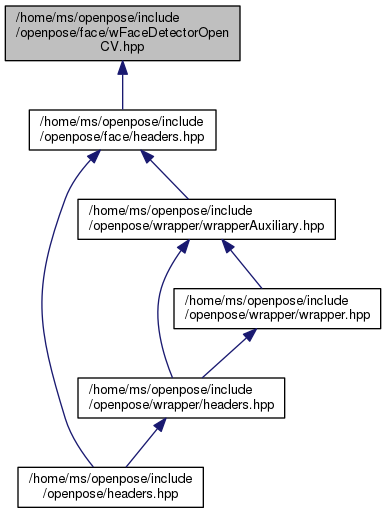 /home/ms/openpose/include
/openpose/face/wFaceDetectorOpen
CV.hpp
/home/ms/openpose/include
/openpose/face/headers.hpp
/home/ms/openpose/include
/openpose/wrapper/wrapperAuxiliary.hpp
/home/ms/openpose/include
/openpose/wrapper/wrapper.hpp
/home/ms/openpose/include
/openpose/wrapper/headers.hpp
/home/ms/openpose/include
/openpose/headers.hpp